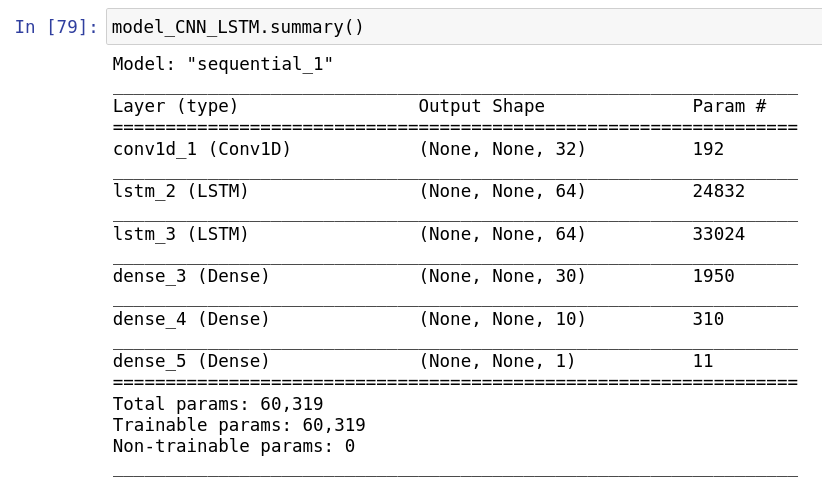 In [79]: model_CNN_LSTM.summary()
Model: "sequential_1"
_________________________________________________________________
Layer (type)                 Output Shape              Param #
=================================================================
conv1d_1 (Conv1D)            (None, None, 32)          192
_________________________________________________________________
lstm_2 (LSTM)                (None, None, 64)          24832
_________________________________________________________________
lstm_3 (LSTM)                (None, None, 64)          33024
_________________________________________________________________
dense_3 (Dense)              (None, None, 30)          1950
_________________________________________________________________
dense_4 (Dense)              (None, None, 10)          310
_________________________________________________________________
dense_5 (Dense)              (None, None, 1)           11
=================================================================
Total params: 60,319
Trainable params: 60,319
Non-trainable params: 0
_________________________________________________________________